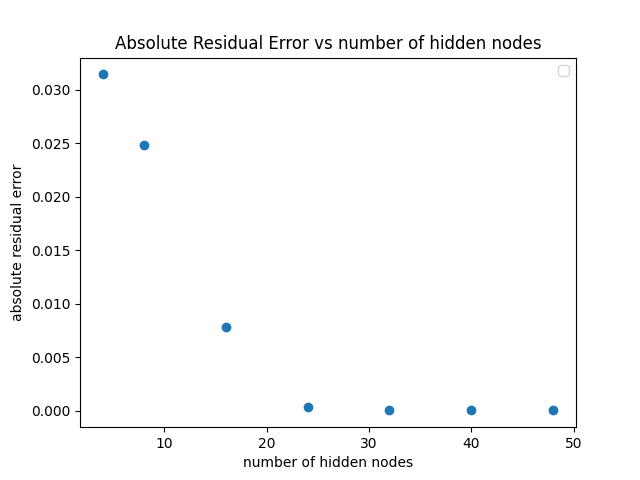 Absolute Residual Error vs number of hidden nodes
0.030
0.025
0.020
0.015
0.010
0.005
0.000
absolute residual error
10 20 30 40 50
number of hidden nodes